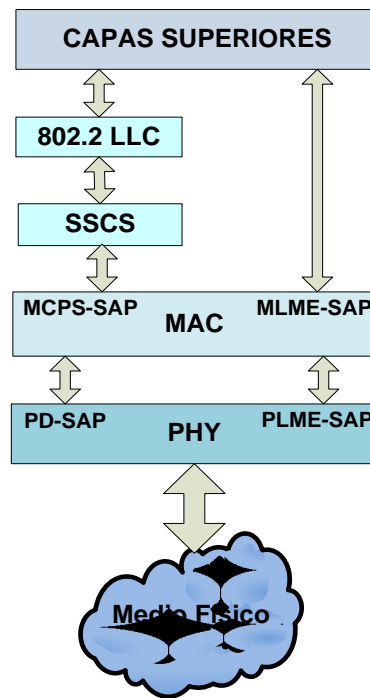 CAPAS SUPERIORES
802.2 LLC
SSCS
MCPS-SAP MLME-SAP
MAC
PD-SAP PLME-SAP
PHY
Medio Físico